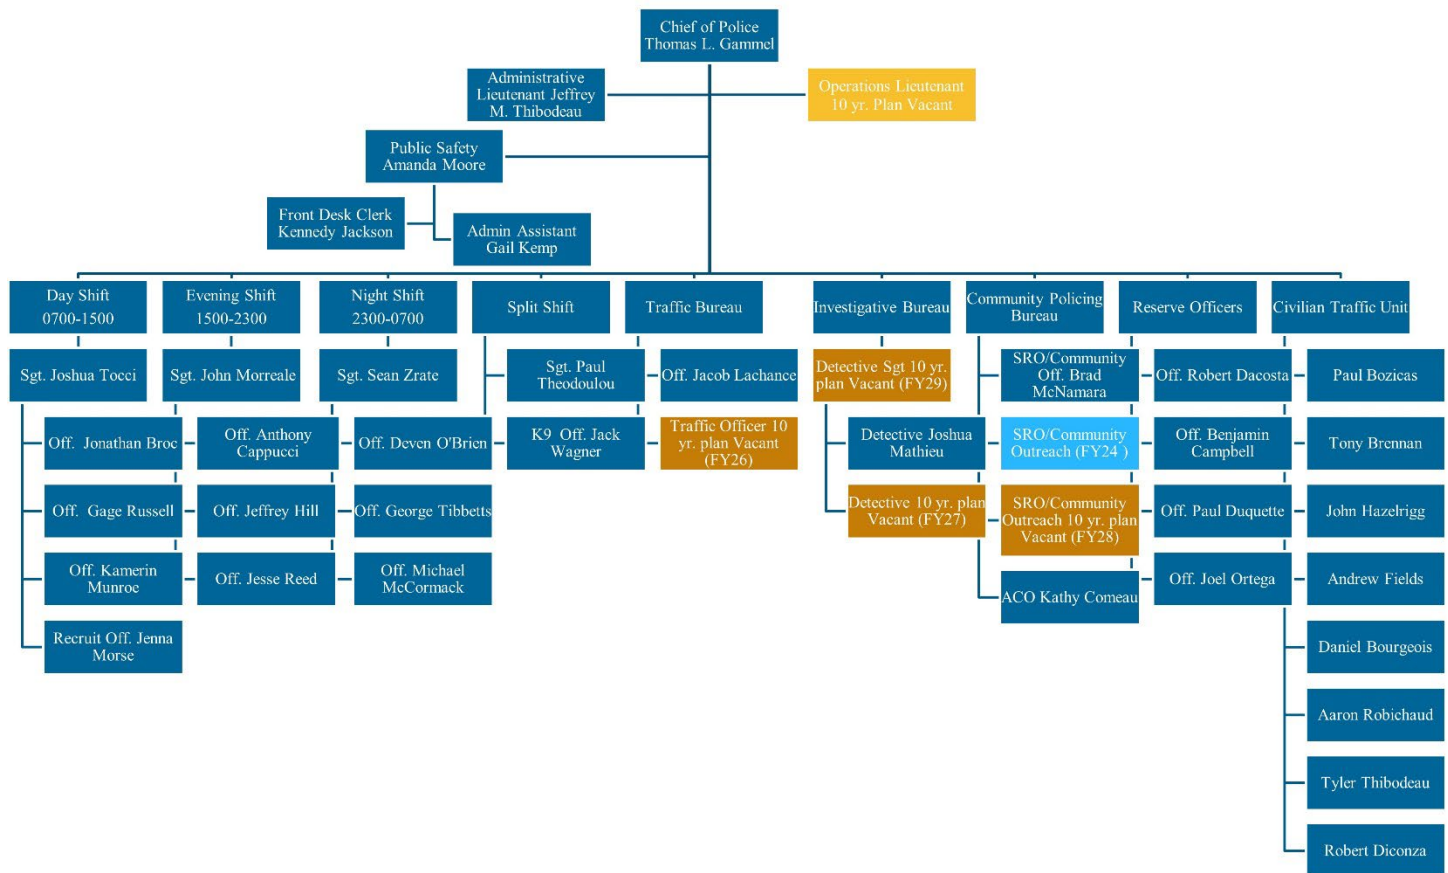 Chief of Police
Thomas L. Gammel
Administrative
Lieutenant Jeffrey
M. Thibodeau
Operations Lieutenant
10 yr. Plan Vacant
Public Safety
Amanda Moore
Front Desk Clerk
Kennedy Jackson
Admin Assistant
Gail Kemp
Day Shift
0700-1500
Evening Shift
1500-2300
Night Shift
2300-0700
Split Shift
Traffic Bureau
Investigative Bureau
Community Policing
Bureau
Reserve Officers
Civilian Traffic Unit
Sgt. Joshua Tocci
Sgt. John Morreale
Sgt. Sean Zrate
Sgt. Paul
Theodoulou
Off. Jacob Lachance
Detective Sgt 10 yr.
plan Vacant (FY29)
SRO/Community
Off. Brad
McNamara
Off. Robert Dacosta
Paul Bozicas
Off. Jonathan Broc
Off. Anthony
Cappucci
Off. Deven O'Brien
K9 Off. Jack
Wagner
Traffic Officer 10
yr. plan Vacant
(FY26)
Detective Joshua
Mathieu
SRO/Community
Outreach (FY24 )
Off. Benjamin
Campbell
Tony Brennan
Off. Gage Russell
Off. Jeffrey Hill
Off. George Tibbetts
Detective 10 yr. plan
Vacant (FY27)
SRO/Community
Outreach 10 yr. plan
Vacant (FY28)
Off. Paul Duquette
John Hazelrigg
Off. Kamerin
Munroe
Off. Jesse Reed
Off. Michael
McCormack
ACO Kathy Comeau
Off. Joel Ortega
Andrew Fields
Recruit Off. Jenna
Morse
Daniel Bourgeois
Aaron Robichaud
Tyler Thibodeau
Robert Diconza